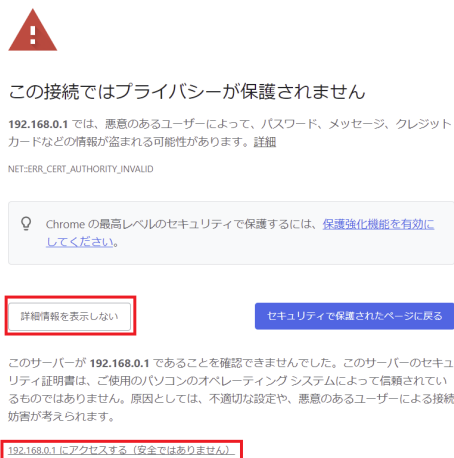 この接続ではプライバシーが保護されません
192.168.0.1 では、悪意のあるユーザーによって、パスワード、メッセージ、クレジット
カードなどの情報が盗まれる可能性があります。詳細
NET::ERR_CERT_AUTHORITY_INVALID
Chrome の最高レベルのセキュリティで保護するには、保護強化機能を有効に
してください。
詳細情報を表示しない
セキュリティで保護されたページに戻る
このサーバーが 192.168.0.1 であることを確認できませんでした。このサーバーのセキュ
リティ証明書は、ご使用のパソコンのオペレーティング システムによって信頼されてい
るものではありません。原因としては、不適切な設定や、悪意のあるユーザーによる接続
妨害が考えられます。
192.168.0.1 にアクセスする（安全ではありません）